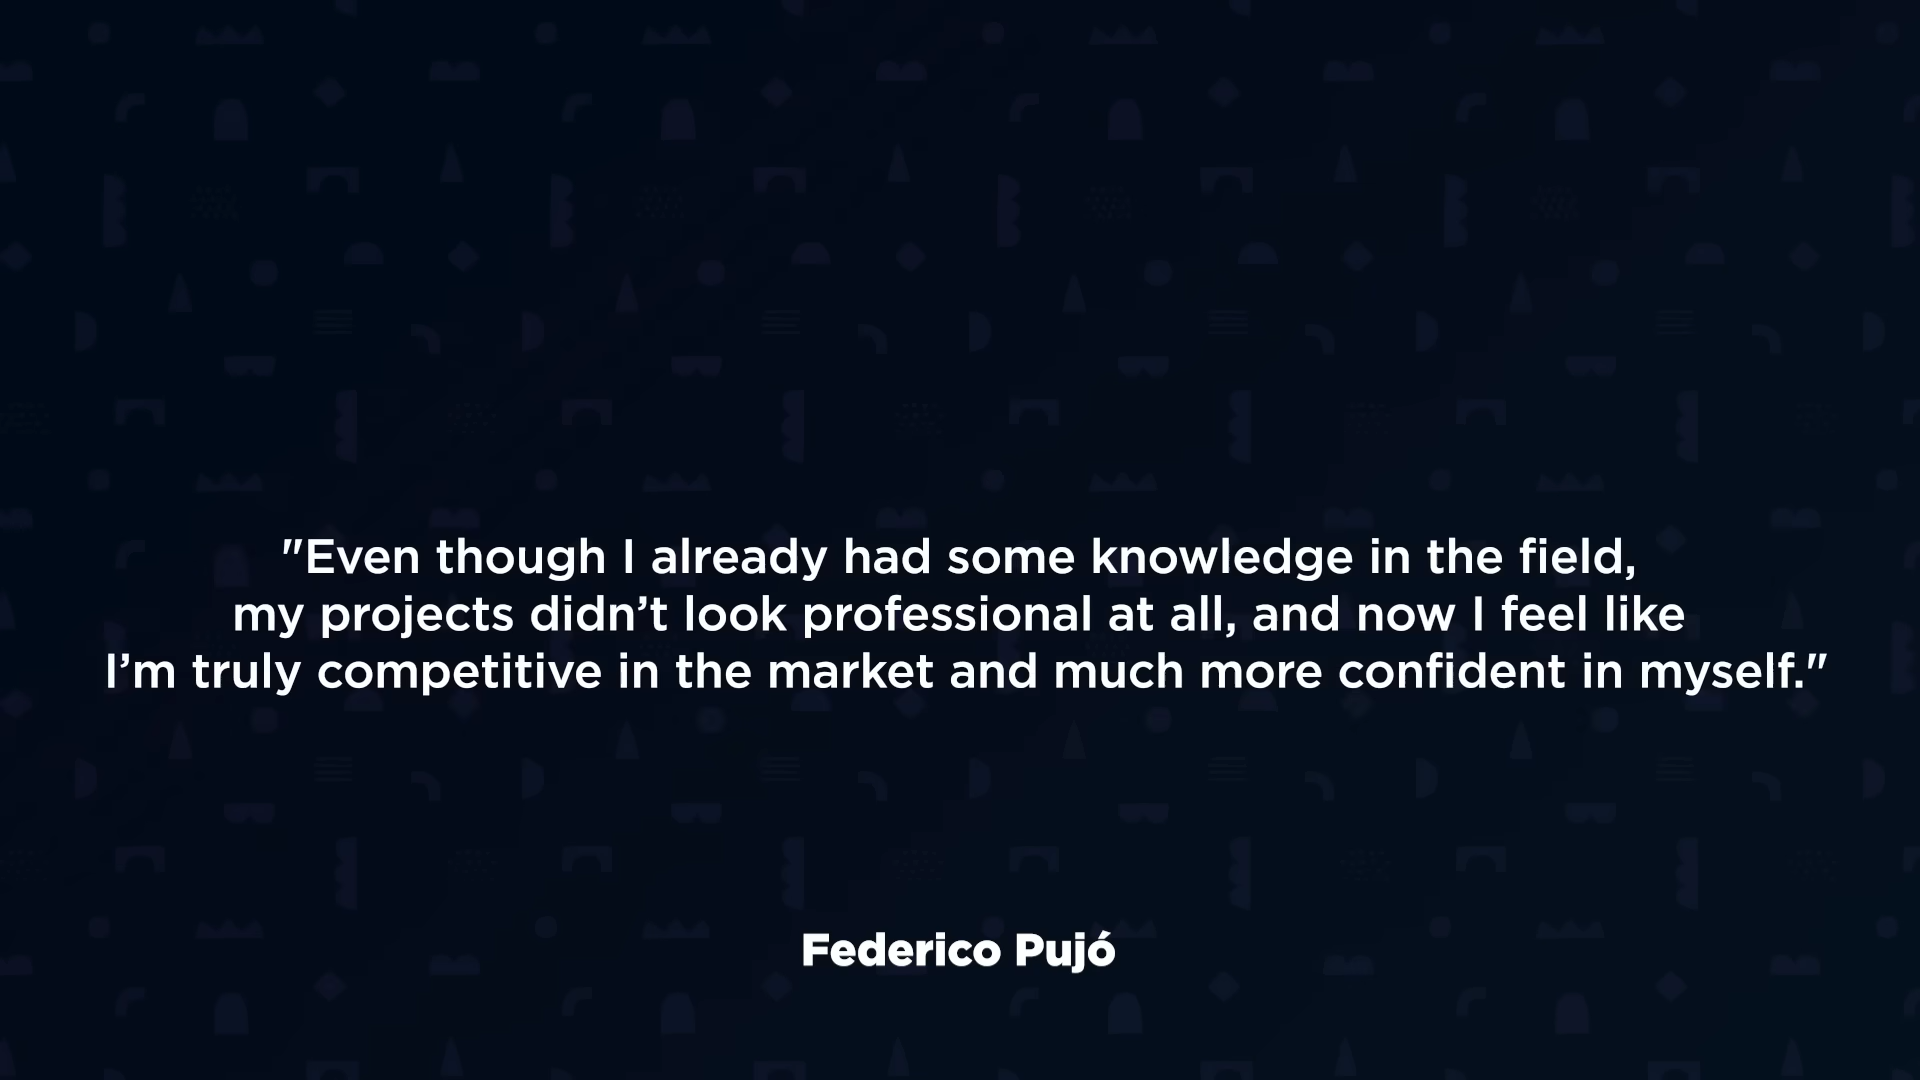 "Even though I already had some knowledge in the field,
my projects didn’t look professional at all, and now I feel like
I’m truly competitive in the market and much more confident in myself."
Federico Pujó